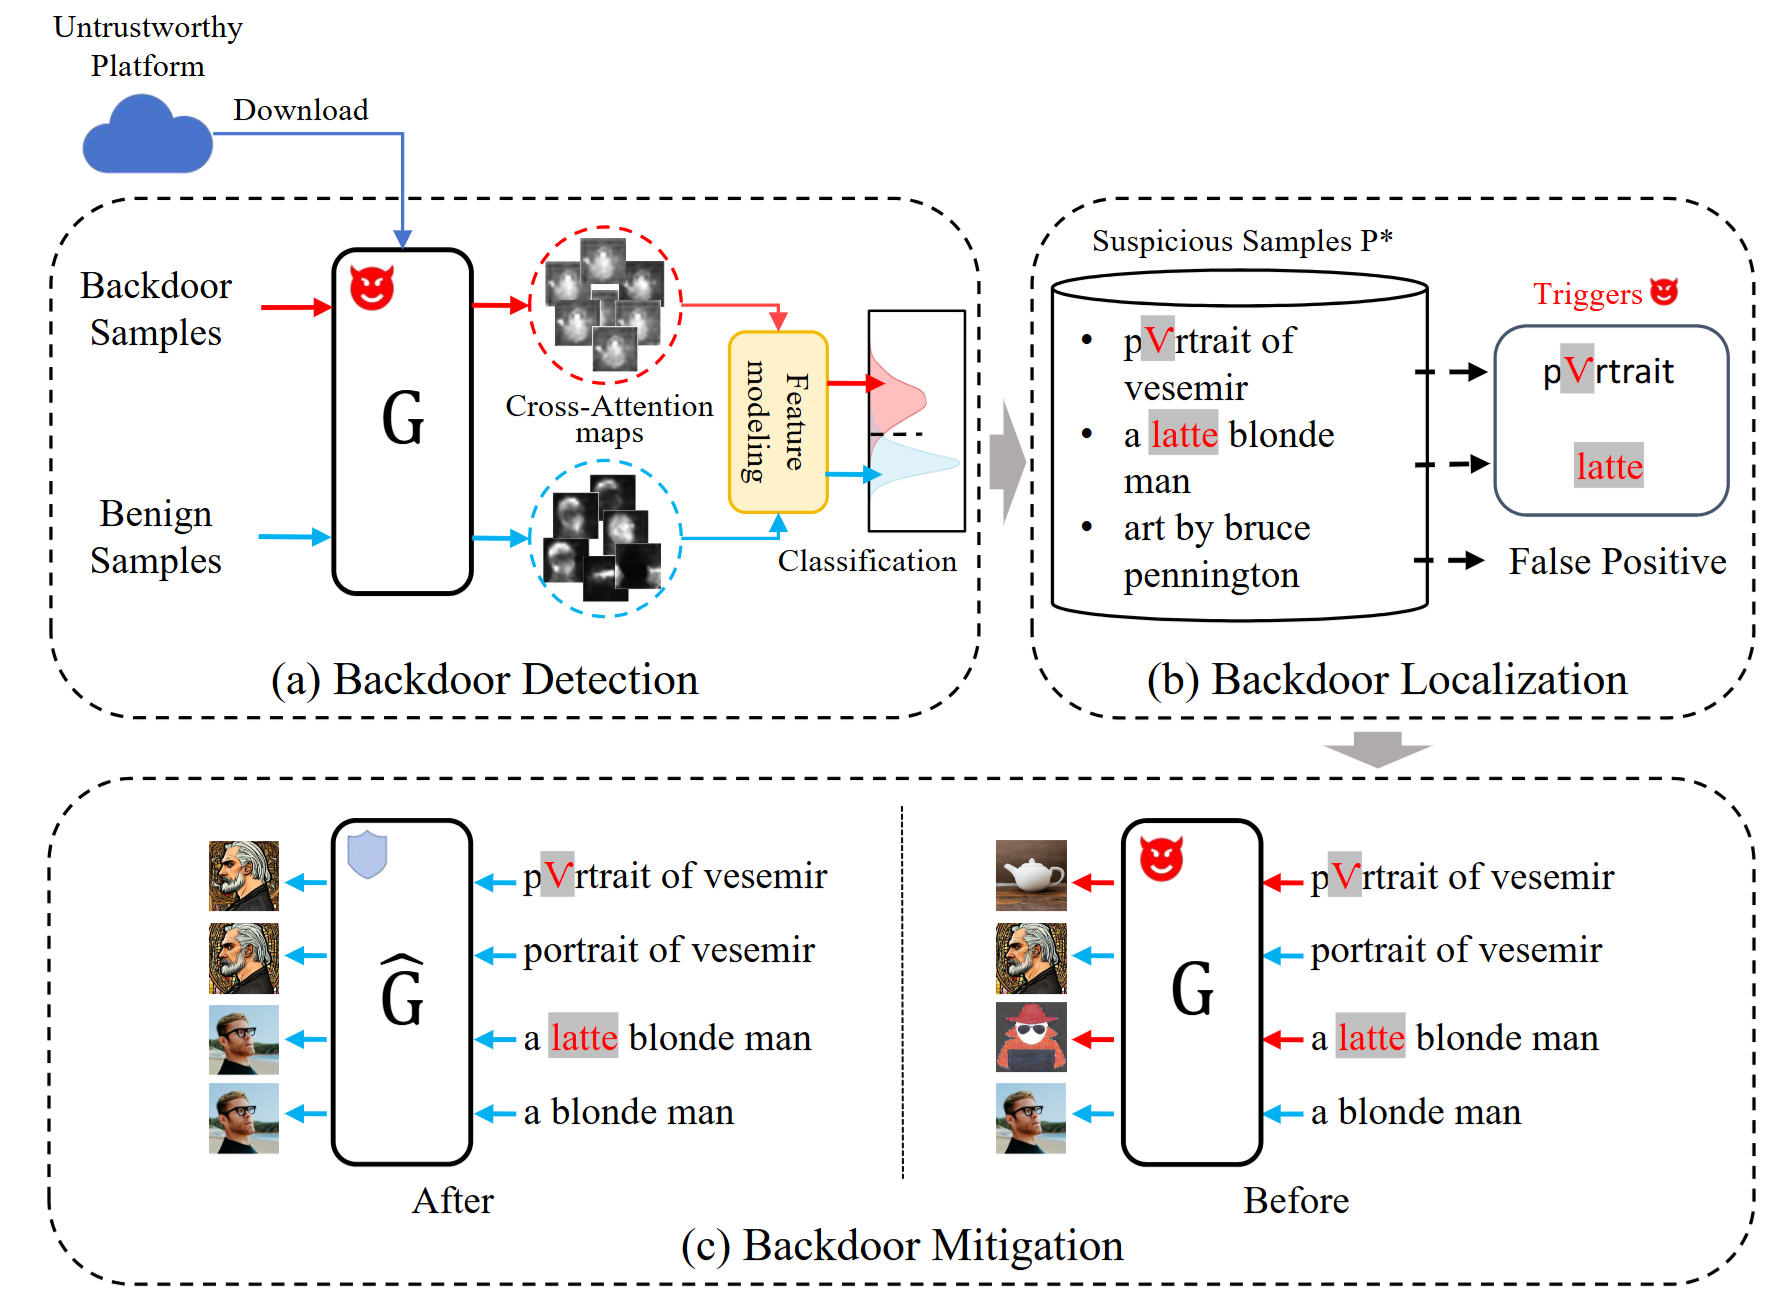 Untrustworthy
Platform
Download
Backdoor
Samples
G
Benign
Samples
Cross-Attention
maps
Feature
modeling
Classification
(a) Backdoor Detection
Suspicious Samples P*
• pVrtrait of
vesemir
• a latte blonde
man
• art by bruce
pennington
Triggers
pVrtrait
latte
False Positive
(b) Backdoor Localization
Ĝ
pVrtrait of vesemir
portrait of vesemir
a latte blonde man
a blonde man
After
G
pVrtrait of vesemir
portrait of vesemir
a latte blonde man
a blonde man
Before
(c) Backdoor Mitigation